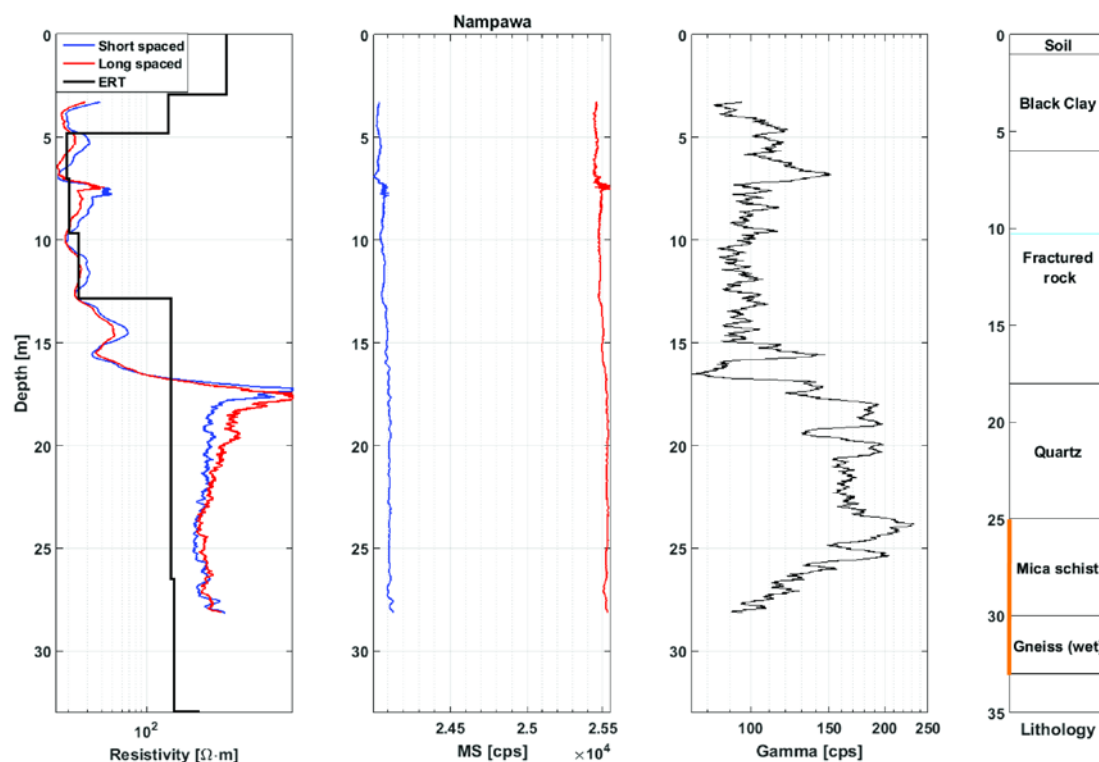 Nampawa
Short spaced
Long spaced
ERT
0
5
10
15
20
25
30
Depth [m]
10²
Resistivity [Ω·m]
0
5
10
15
20
25
30
2.45
2.5
2.55
MS [cps]
×10⁴
0
5
10
15
20
25
30
100
150
200
250
Gamma [cps]
0
5
10
15
20
25
30
35
Soil
Black Clay
Fractured
rock
Quartz
Mica schist
Gneiss (wet)
Lithology